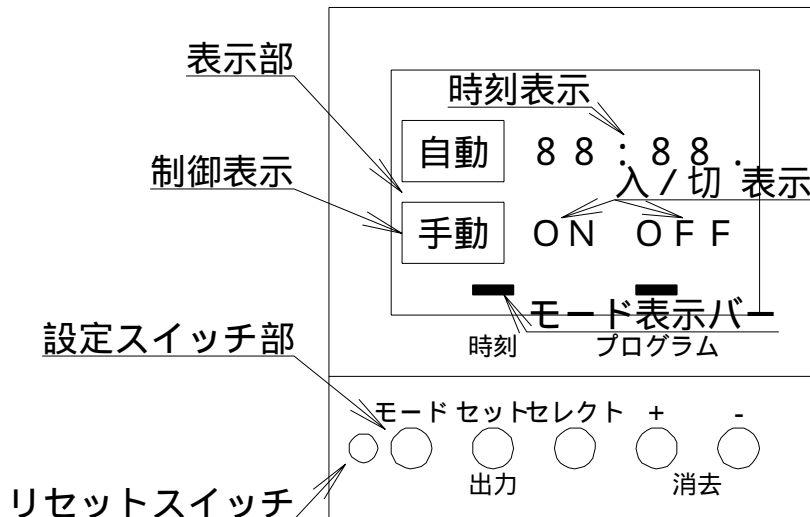 表示部
時刻表示
自動 88:88.
制御表示
入/切 表示
手動 ON OFF
モード表示バー
設定スイッチ部
時刻 プログラム
モード セット セレクト + -
出力 消去
リセットスイッチ